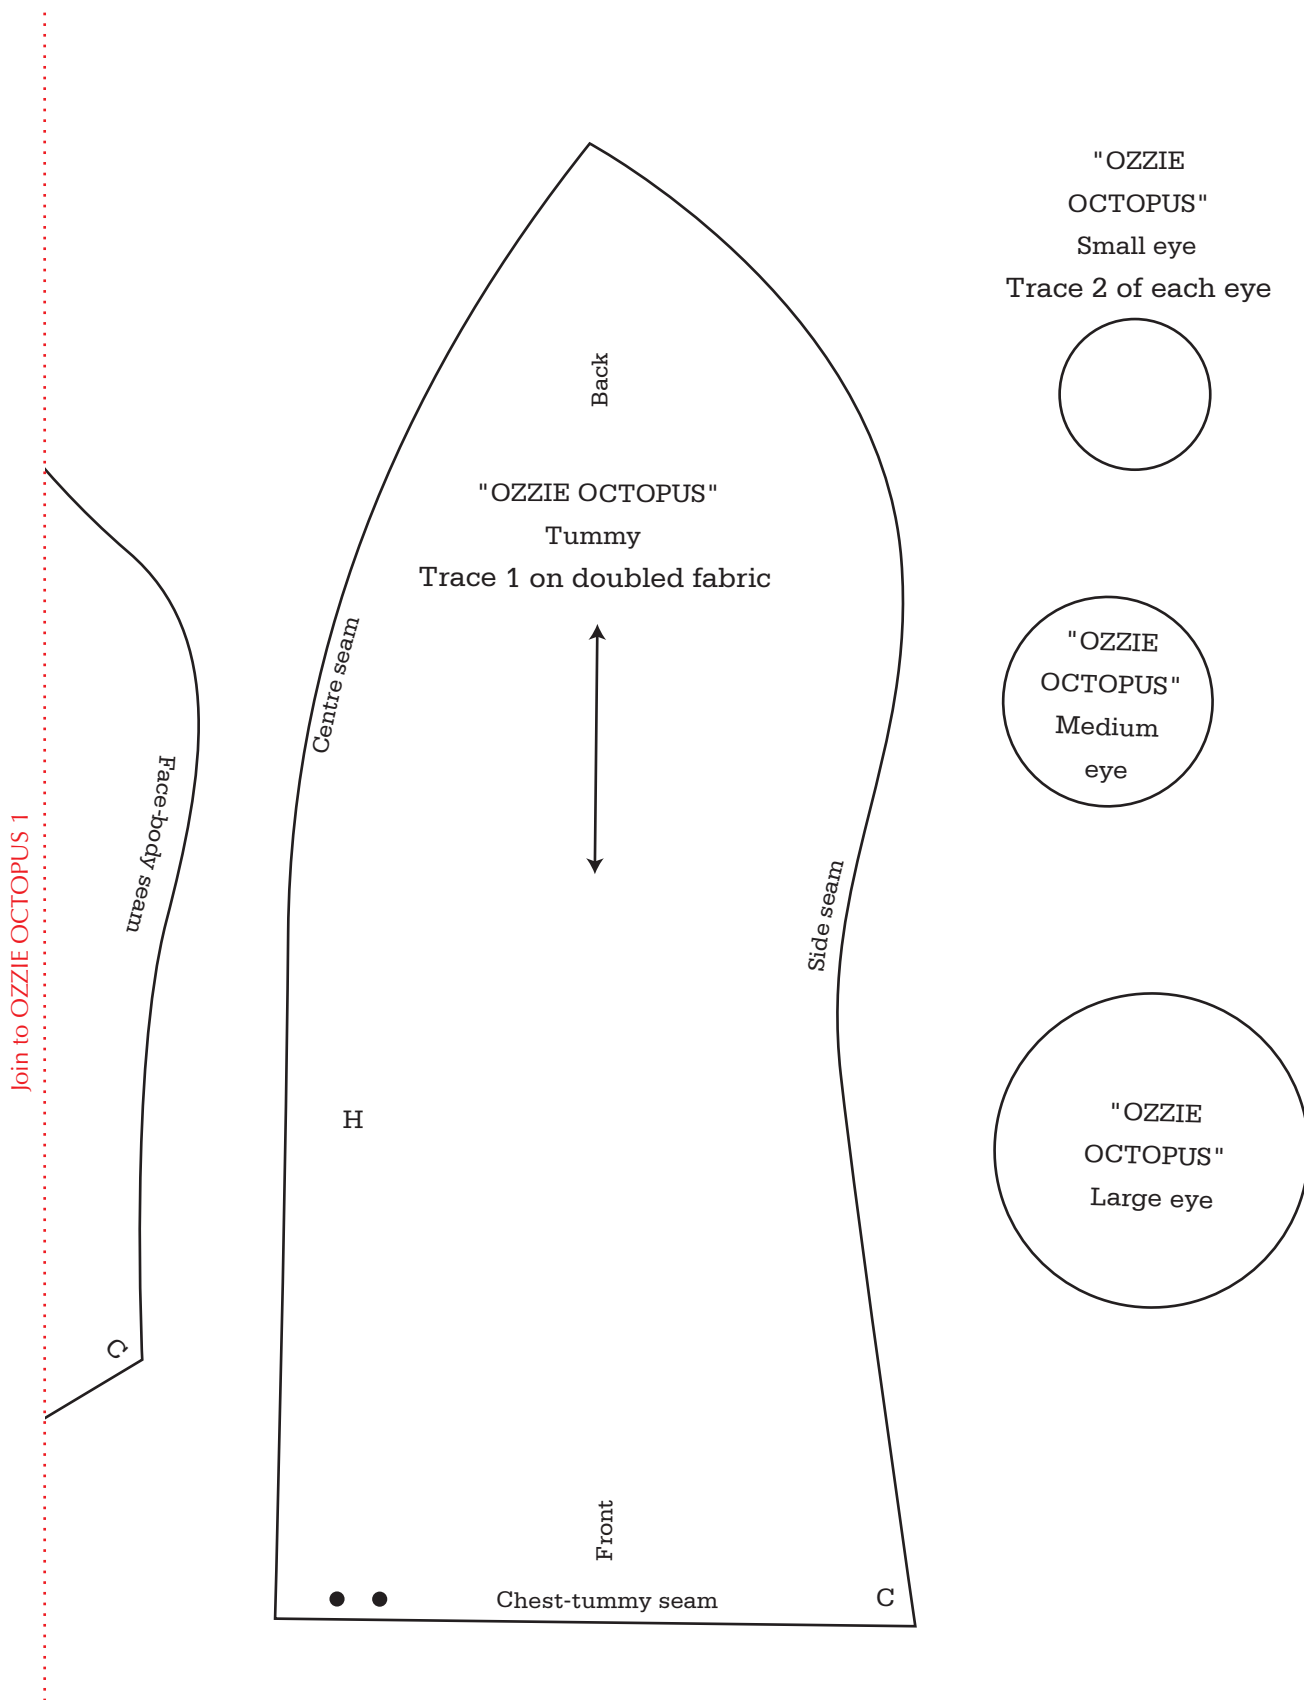 Join to OZZIE OCTOPUS 1
Face-body seam
C
Back
"OZZIE OCTOPUS"
Tummy
Trace 1 on doubled fabric
Centre seam
Side seam
H
Front
Chest-tummy seam
C
"OZZIE
OCTOPUS"
Small eye
Trace 2 of each eye
"OZZIE
OCTOPUS"
Medium
eye
"OZZIE
OCTOPUS"
Large eye